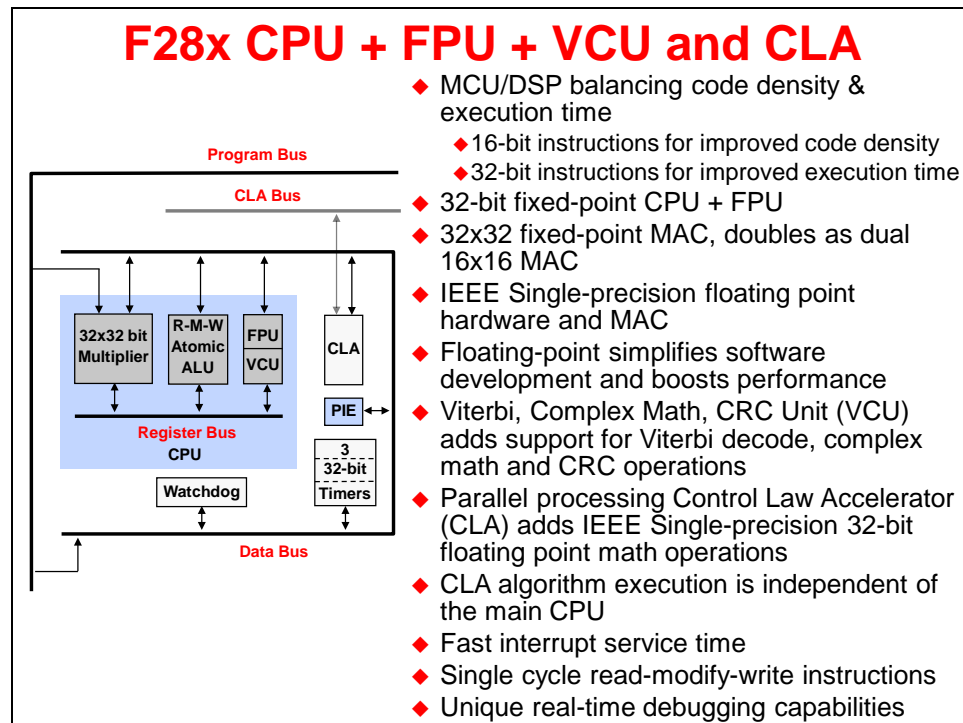 F28x CPU + FPU + VCU and CLA
Program Bus
CLA Bus
32x32 bit
Multiplier
R-M-W
Atomic
ALU
FPU
VCU
CLA
PIE
Register Bus
CPU
3
32-bit
Timers
Watchdog
Data Bus
MCU/DSP balancing code density &
execution time
16-bit instructions for improved code density
32-bit instructions for improved execution time
32-bit fixed-point CPU + FPU
32x32 fixed-point MAC, doubles as dual
16x16 MAC
IEEE Single-precision floating point
hardware and MAC
Floating-point simplifies software
development and boosts performance
Viterbi, Complex Math, CRC Unit (VCU)
adds support for Viterbi decode, complex
math and CRC operations
Parallel processing Control Law Accelerator
(CLA) adds IEEE Single-precision 32-bit
floating point math operations
CLA algorithm execution is independent of
the main CPU
Fast interrupt service time
Single cycle read-modify-write instructions
Unique real-time debugging capabilities